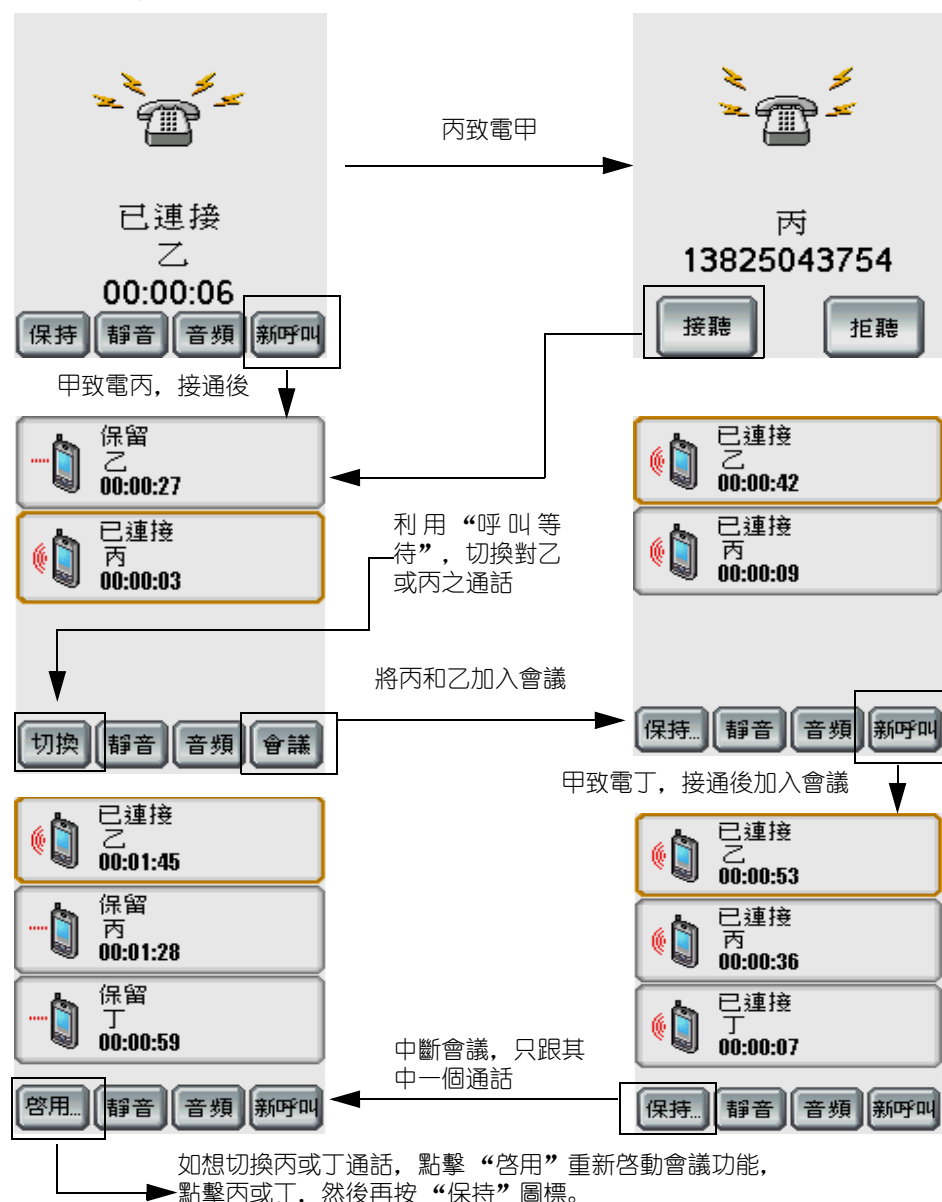 已連接
乙
00:00:06
保持 靜音 音頻 新呼叫
丙致電甲
丙
13825043754
接聽 拒聽
甲致電丙，接通後
保留
乙
00:00:27
已連接
丙
00:00:03
切換 靜音 音頻 會議
利用“呼叫等
待”，切換對乙
或丙之通話
將丙和乙加入會議
已連接
乙
00:00:42
已連接
丙
00:00:09
保持... 靜音 音頻 新呼叫
甲致電丁，接通後加入會議
已連接
乙
00:00:53
已連接
丙
00:00:36
已連接
丁
00:00:07
保持... 靜音 音頻 新呼叫
中斷會議，只跟其
中一個通話
已連接
乙
00:01:45
保留
丙
00:01:28
保留
丁
00:00:59
啓用... 靜音 音頻 新呼叫
如想切換丙或丁通話，點擊“啓用”重新啓動會議功能，
點擊丙或丁，然後再按“保持”圖標。